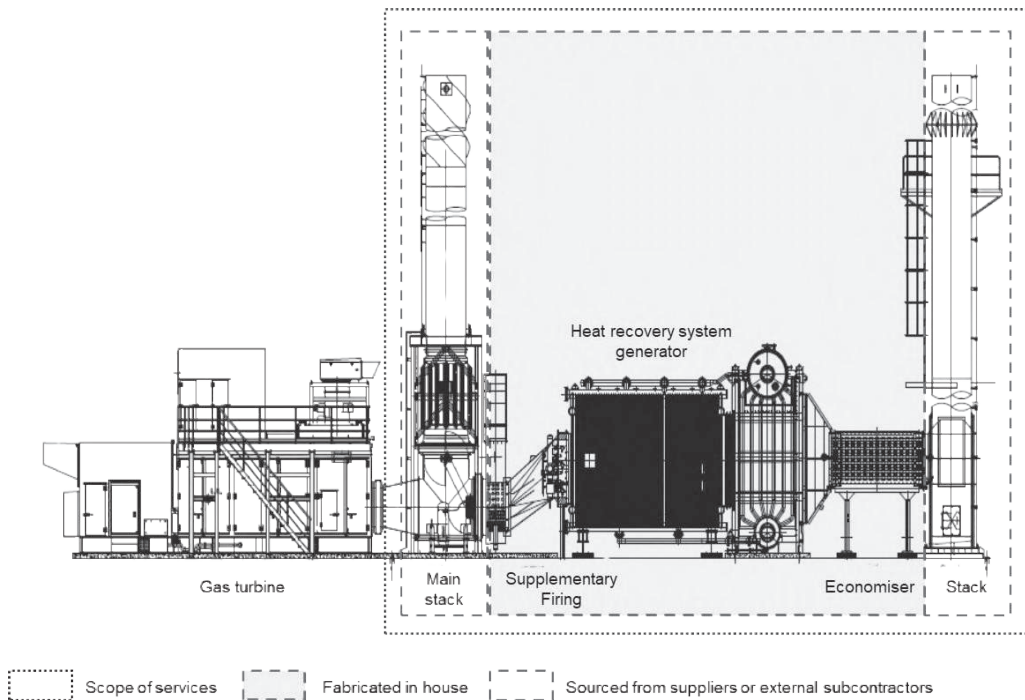 Heat recovery system
generator
Gas turbine
Main
stack
Supplementary
Firing
Economiser
Stack
Scope of services
Fabricated in house
Sourced from suppliers or external subcontractors